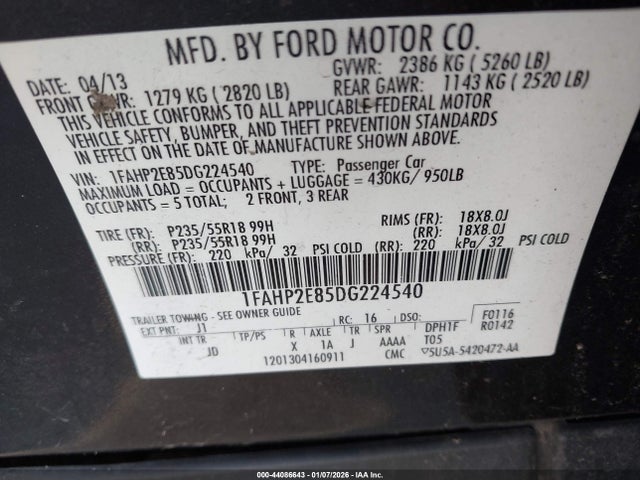 MFD. BY FORD MOTOR CO.
DATE: 04/13 GVWR: 2386 KG ( 5260 LB)
FRONT GAWR: 1279 KG ( 2820 LB) REAR GAWR: 1143 KG ( 2520 LB)
THIS VEHICLE CONFORMS TO ALL APPLICABLE FEDERAL MOTOR
VEHICLE SAFETY, BUMPER, AND THEFT PREVENTION STANDARDS
IN EFFECT ON THE DATE OF MANUFACTURE SHOWN ABOVE.
VIN: 1FAHP2E85DG224540 TYPE: Passenger Car
MAXIMUM LOAD = OCCUPANTS + LUGGAGE = 430KG/ 950LB
OCCUPANTS = 5 TOTAL; 2 FRONT, 3 REAR
TIRE (FR): P235/55R18 99H RIMS (FR): 18X8.0J
(RR): P235/55R18 99H (RR): 18X8.0J
PRESSURE (FR): 220 kPa/ 32 PSI COLD (RR): 220 kPa/ 32 PSI COLD
1FAHP2E85DG224540
TRAILER TOWING - SEE OWNER GUIDE
EXT PNT: J1 RC: 16 DSO: F0116
INT TR TP/PS R AXLE TR SPR DPH1F R0142
JD X 1A J AAAA T05
1201304160911 CMC ▽5U5A-5420472-AA
000-44086643 - 01/07/2026 - IAA Inc.